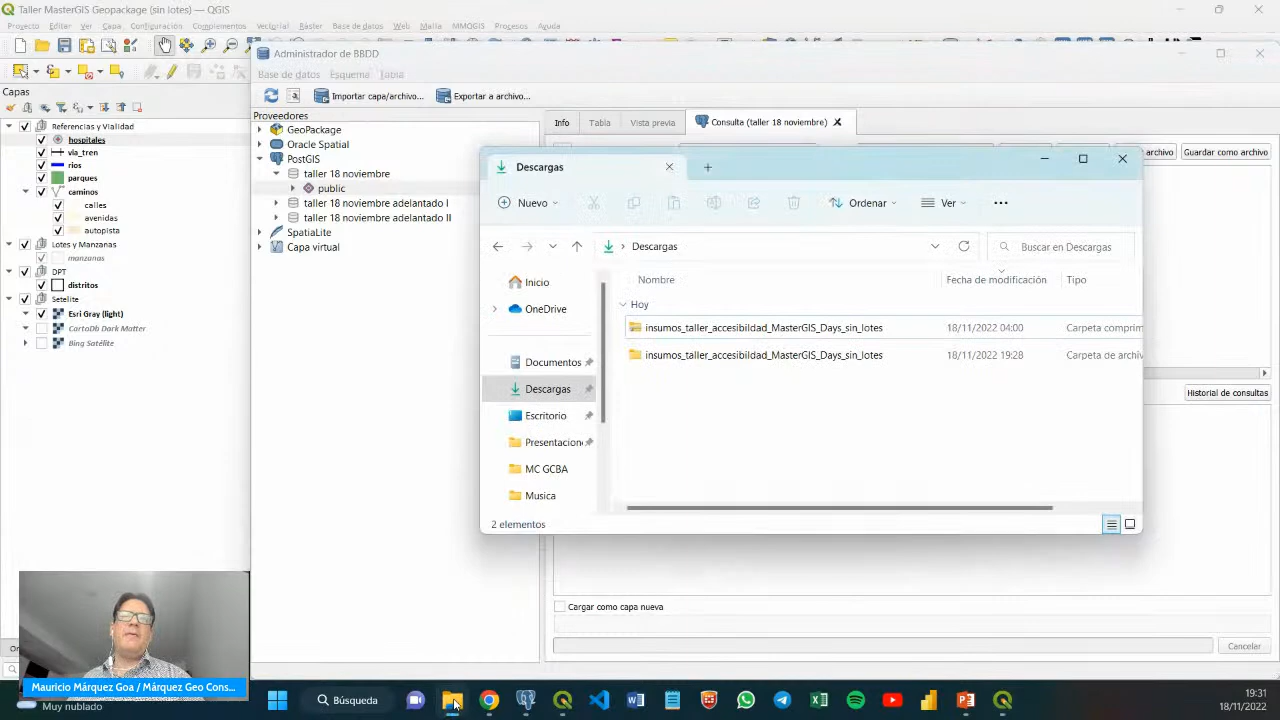 Taller MasterGIS Geopackage (sin lotes) — QGIS
Proyecto Editar Ver Capa Configuración Complementos Vectorial Ráster Base de datos Web Malla NIMOGIS Procesos Ayuda
Administrador de BBDD
Base de datos Esquema Tabla
Importar capa/archivo... Exportar a archivo...
Capas
Referencias y Vialidad
hospitales
vía_tren
ríos
parques
caminos
calles
avenidas
autopista
Lotes y Manzanas
manzanas
DPT
distritos
Setelite
Esri Gray (light)
CartoDb Dark Matter
Bing Satélite
Proveedores
GeoPackage
Oracle Spatial
PostGIS
taller 18 noviembre
public
taller 18 noviembre adelantado I
taller 18 noviembre adelantado II
SpatiaLite
Capa virtual
Info Tabla Vista previa Consulta (taller 18 noviembre)
archivo Guardar como archivo
Historial de consultas
Cargar como capa nueva
Cancelar
Descargas
Nuevo Ordenar Ver
Descargas
Buscar en Descargas
Inicio
OneDrive
Documentos
Descargas
Escritorio
Presentacion
MC GCBA
Musica
Nombre Fecha de modificación Tipo
Hoy
insumos_taller_accesibildad_MasterGIS_Days_sin_lotes 18/11/2022 04:00 Carpeta comprim
insumos_taller_accesibildad_MasterGIS_Days_sin_lotes 18/11/2022 19:28 Carpeta de archiv
2 elementos
Mauricio Márquez Goa / Márquez Geo Cons...
Muy nublado
Búsqueda
19:31
18/11/2022